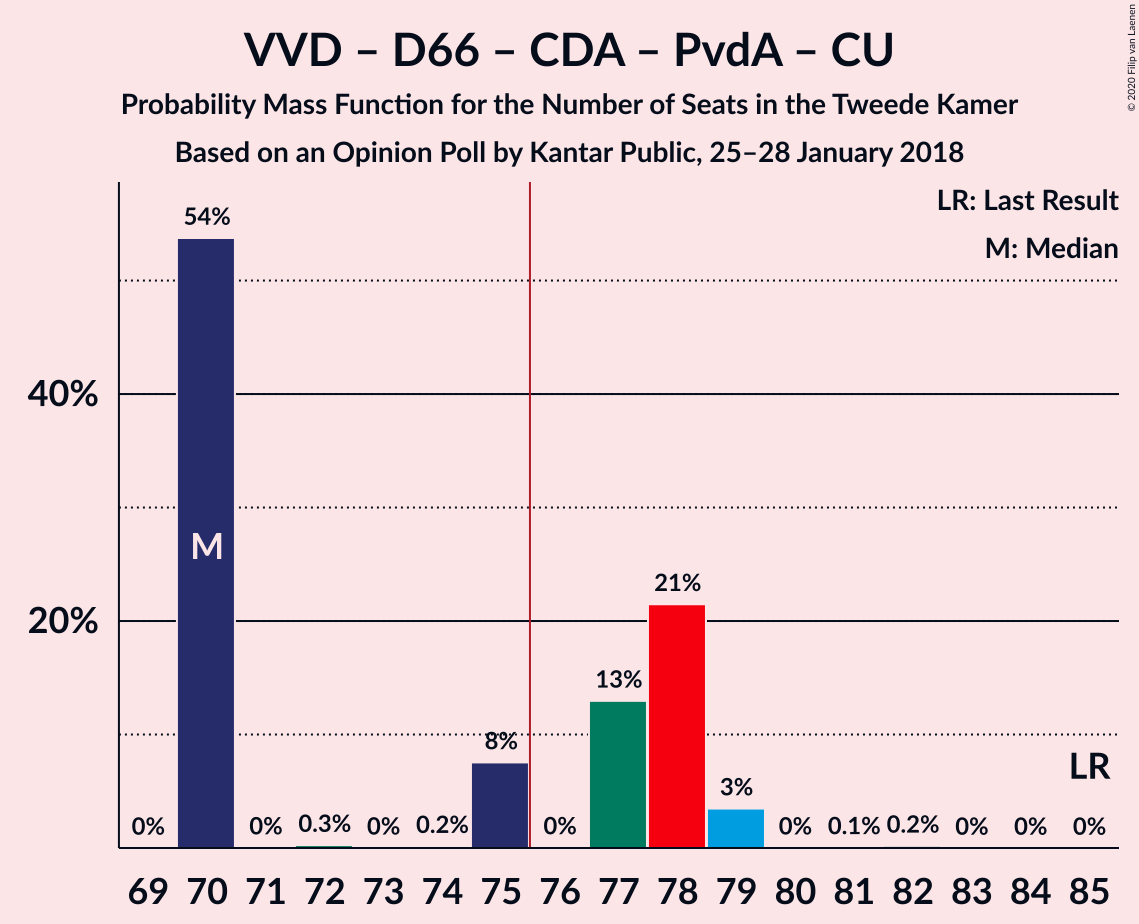 VVD – D66 – CDA – PvdA – CU
Probability Mass Function for the Number of Seats in the Tweede Kamer
Based on an Opinion Poll by Kantar Public, 25–28 January 2018
© 2020 Filip van Laenen
LR: Last Result
M: Median
54%
40%
M
21%
20%
13%
8%
LR
3%
0% 0% 0.3% 0% 0.2% 0% 0% 0.1% 0.2% 0% 0% 0%
69 70 71 72 73 74 75 76 77 78 79 80 81 82 83 84 85